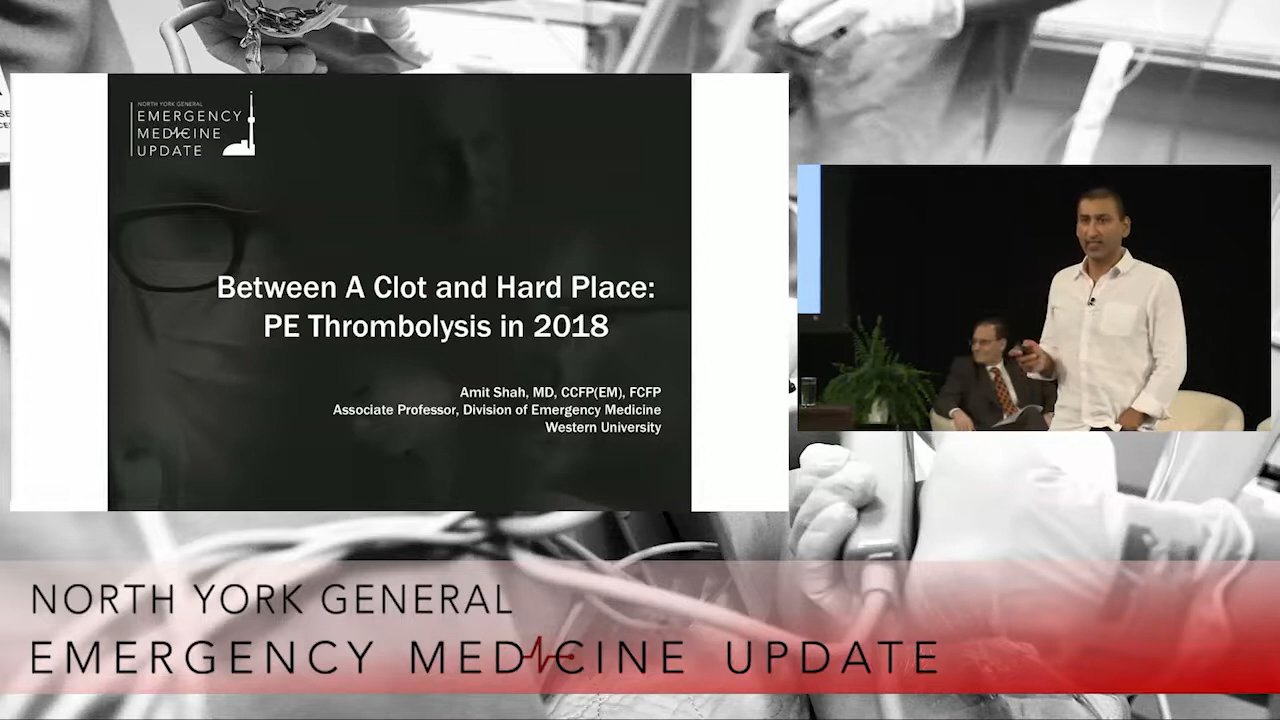 NORTH YORK GENERAL
EMERGENCY
MEDICINE
UPDATE
Between A Clot and Hard Place:
PE Thrombolysis in 2018
Amit Shah, MD, CCFP(EM), FCFP
Associate Professor, Division of Emergency Medicine
Western University
NORTH YORK GENERAL
EMERGENCY MEDICINE UPDATE